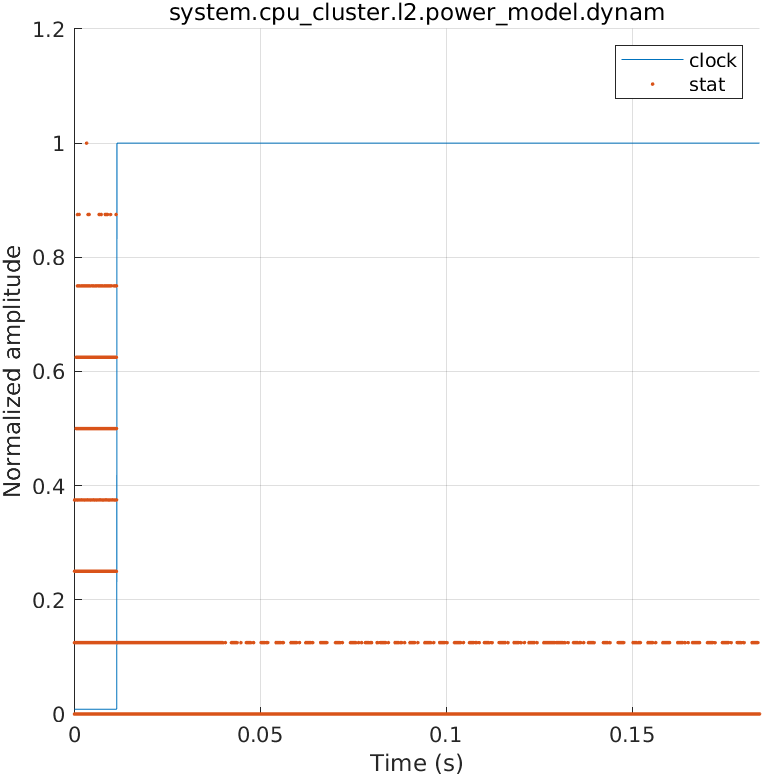 system.cpu_cluster.l2.power_model.dynam
1.2
1
0.8
0.6
0.4
0.2
0
0
0.05
0.1
0.15
Normalized amplitude
Time (s)
clock
stat